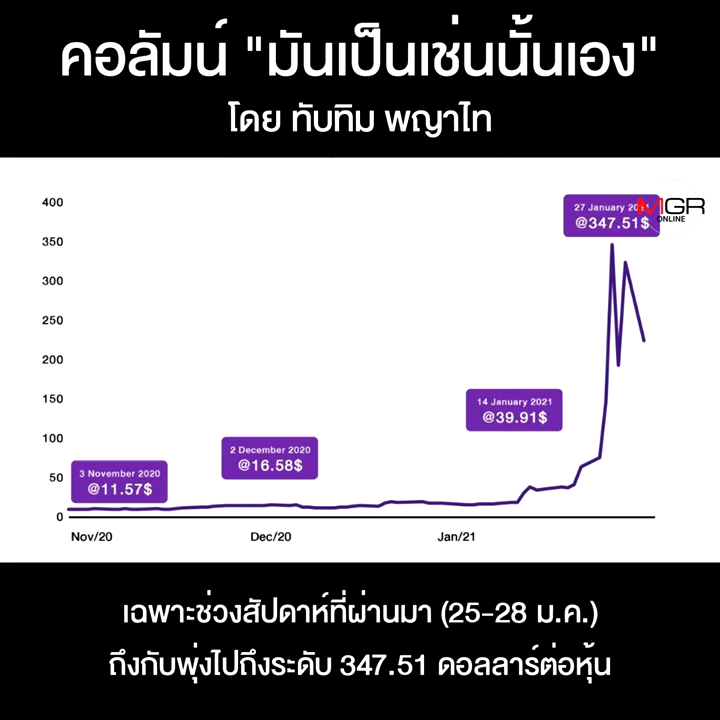 คอลัมน์ "มันเป็นเช่นนั้นเอง"
โดย ทับทิม พญาไท
400
350
300
250
200
150
100
50
0
27 January 2021
@347.51$
MGR
ONLINE
14 January 2021
@39.91$
2 December 2020
@16.58$
3 November 2020
@11.57$
Nov/20
Dec/20
Jan/21
เฉพาะช่วงสัปดาห์ที่ผ่านมา (25-28 ม.ค.)
ถึงกับพุ่งไปถึงระดับ 347.51 ดอลลาร์ต่อหุ้น